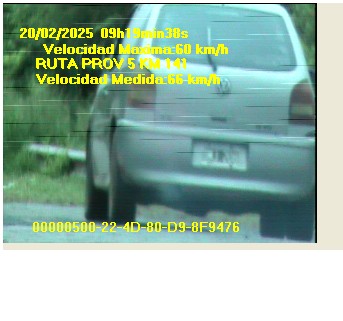 20/02/2025 09h19min38s
Velocidad Maxima:60 km/h
RUTA PROV 5 KM 141
Velocidad Medida:66 km/h
00000500-22-4D-80-D9-8F9476